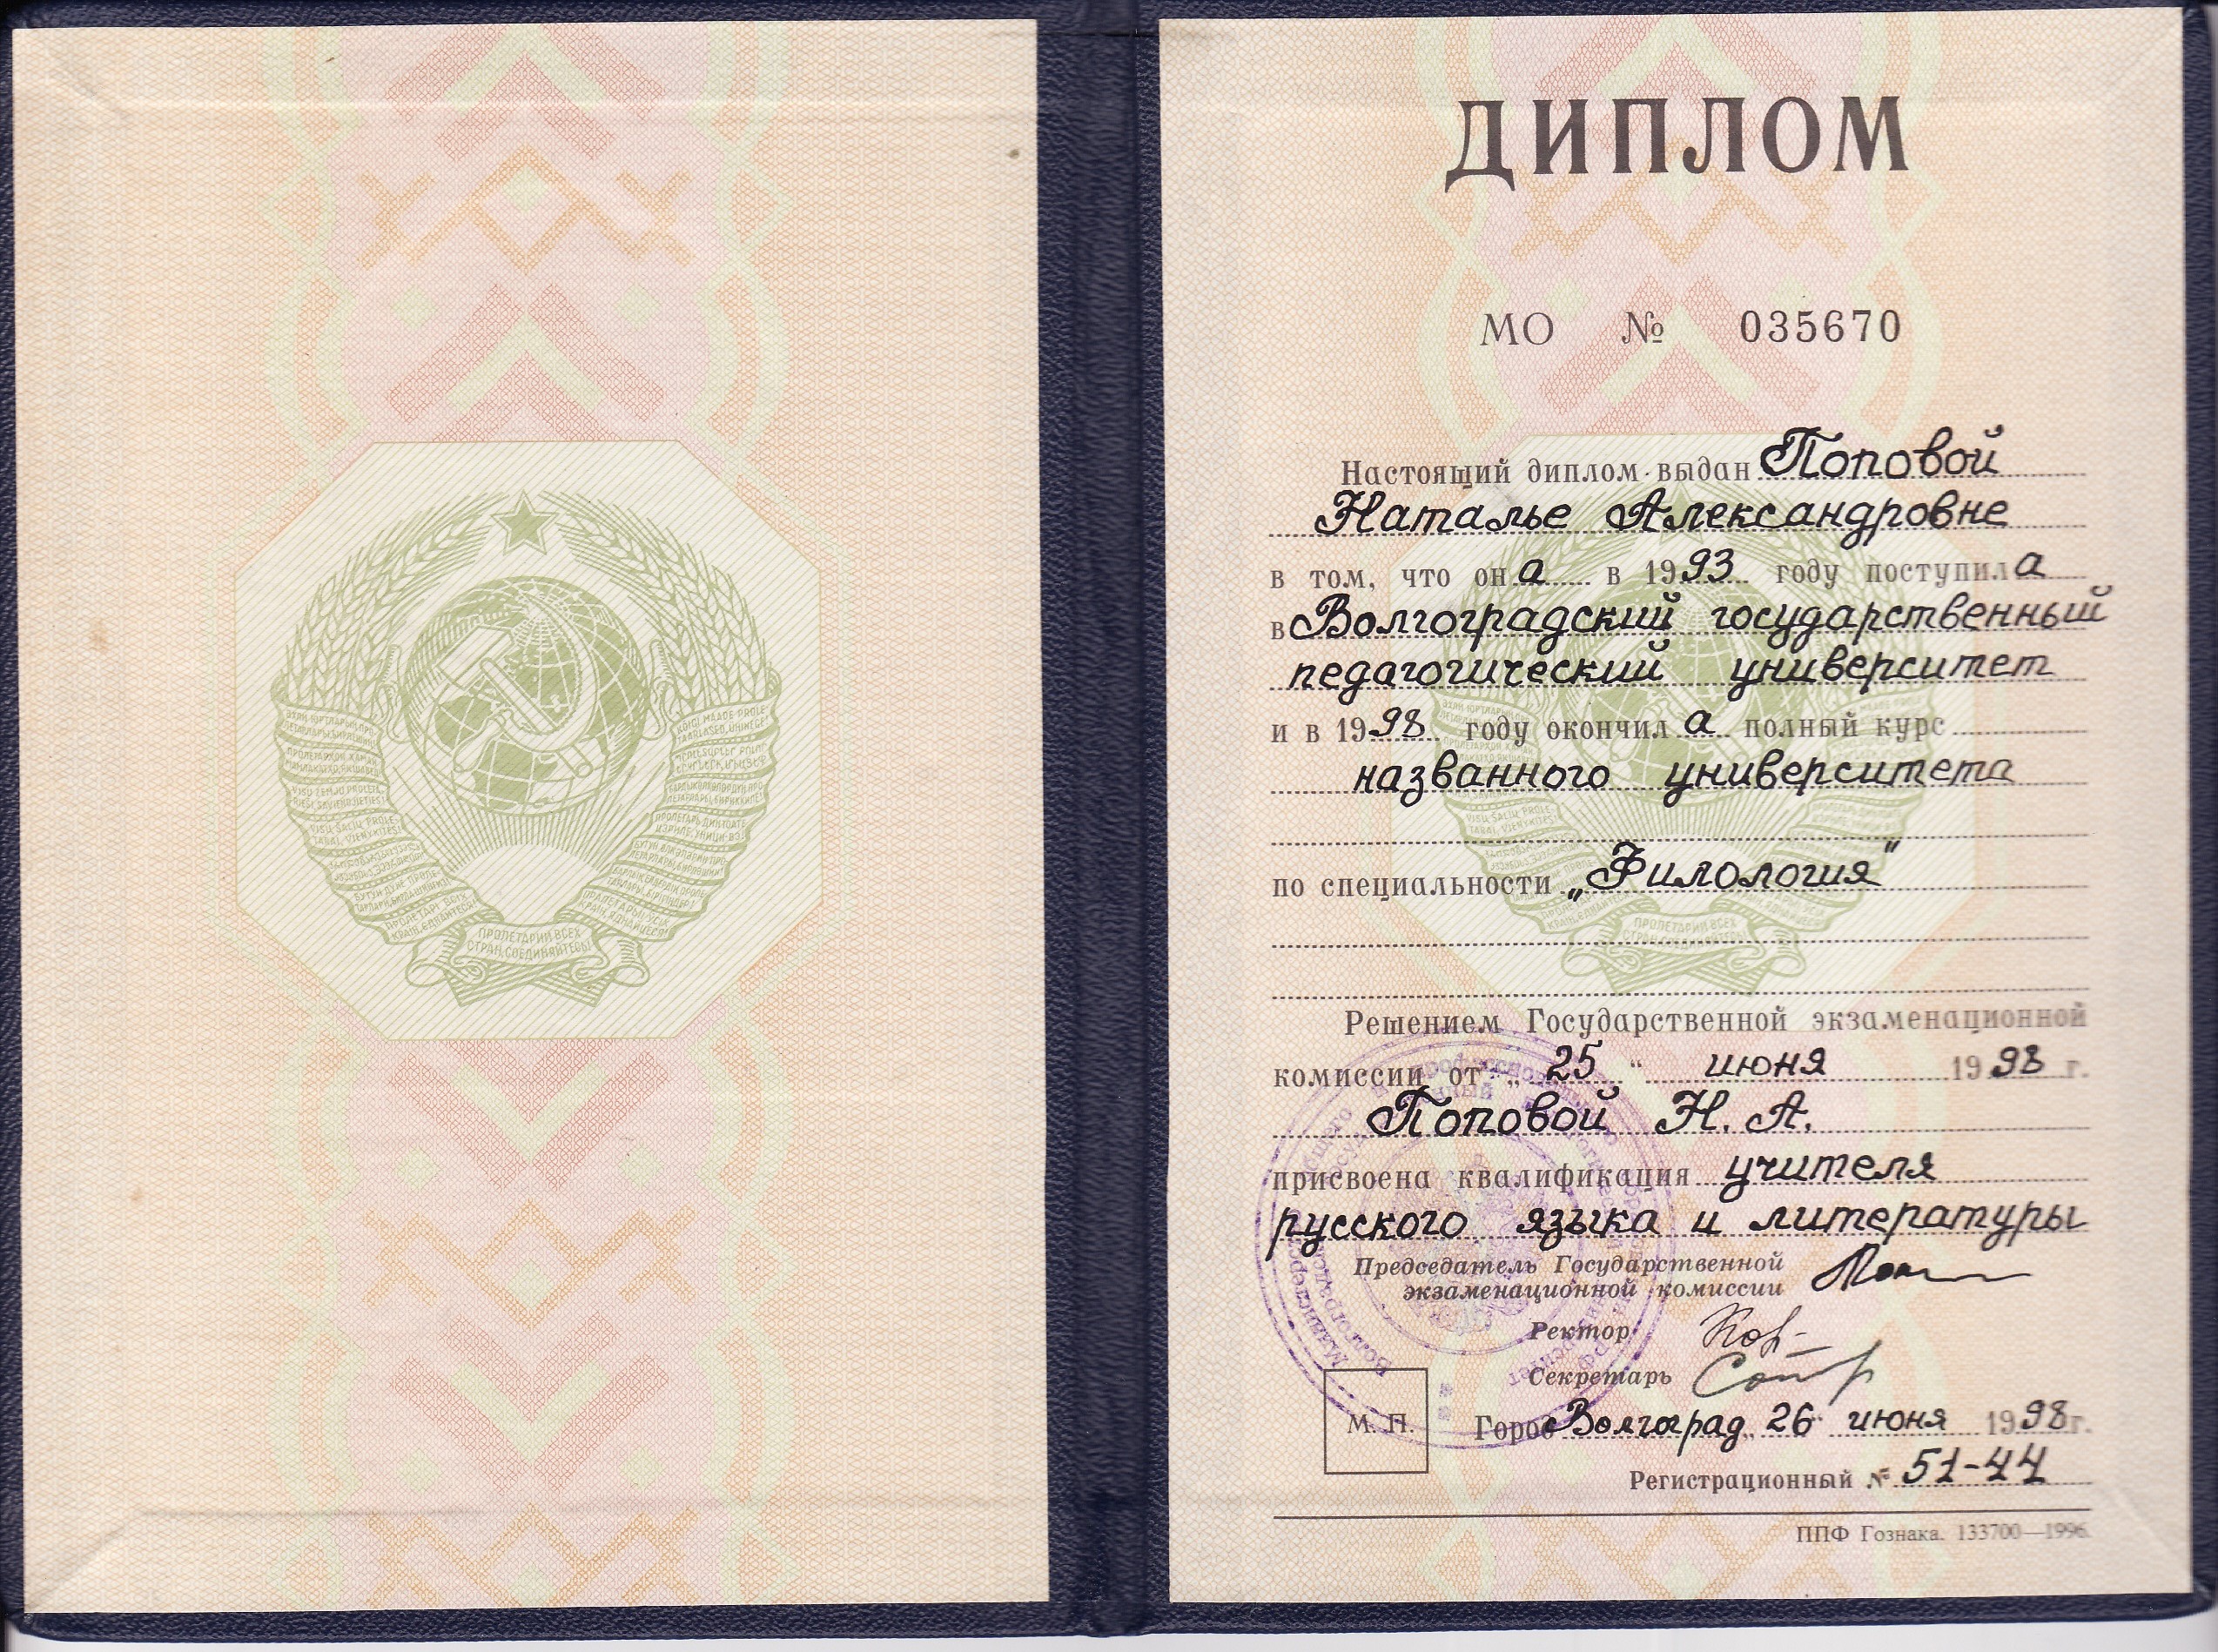 ПРОЛЕТАРИИ ВСЕХ
СТРАН, СОЕДИНЯЙТЕСЬ!
ДИПЛОМ
МО № 035670
Настоящий диплом выдан Поповой
Наталье Александровне
в том, что он а в 1993 году поступил а
в Волгоградский государственный
педагогический университет
и в 1998 году окончил а полный курс
названного университета
по специальности „Филология"
Решением Государственной экзаменационной
комиссии от „ 25 “ июня 1998 г.
Поповой Н. А.
присвоена квалификация учителя
русского языка и литературы
Председатель Государственной
экзаменационной комиссии
Ректор
Секретарь
М. П.
Город Волгоград „ 26 “ июня 1998 г.
Регистрационный № 51-44
ППФ Гознака. 133700—1996.